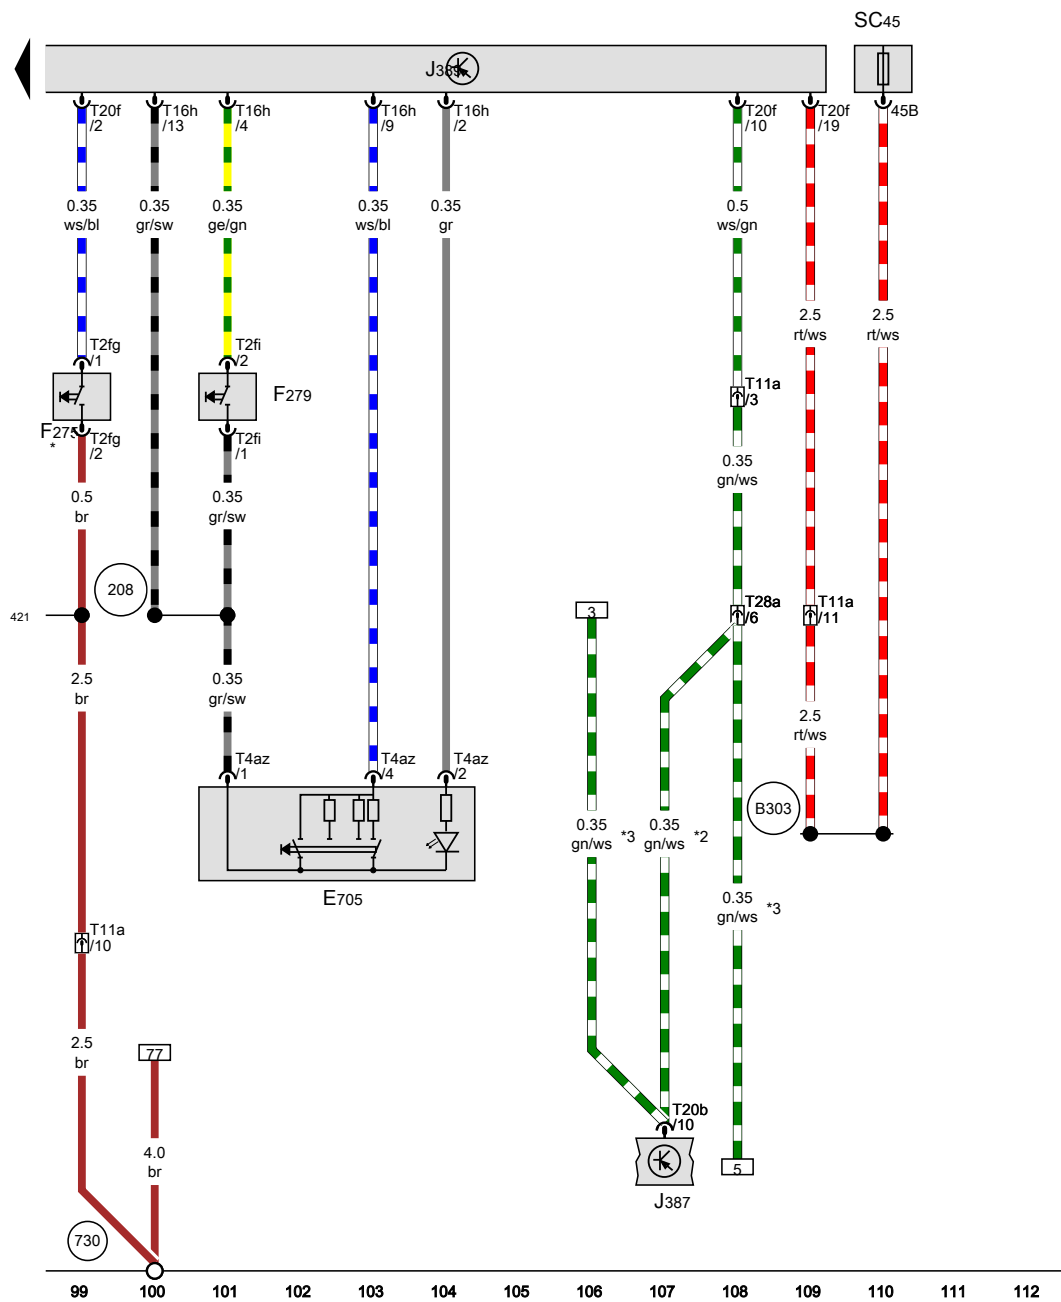 SC45
J389
T20f
/2
T16h
/13
T16h
/4
T16h
/9
T16h
/2
T20f
/10
T20f
/19
45B
0.35
ws/bl
0.35
gr/sw
0.35
ge/gn
0.35
ws/bl
0.35
gr
0.5
ws/gn
2.5
rt/ws
2.5
rt/ws
T2fg
/1
T2fi
/2
F275
*
F279
T11a
/3
T2fg
/2
T2fi
/1
0.35
gn/ws
0.5
br
0.35
gr/sw
208
421
3
T28a
/6
T11a
/11
2.5
br
0.35
gr/sw
2.5
rt/ws
T4az
/1
T4az
/4
T4az
/2
B303
0.35
gn/ws *3
0.35
gn/ws *2
E705
0.35
gn/ws *3
T11a
/10
2.5
br
77
T20b
/10
4.0
br
5
J387
730
99 100 101 102 103 104 105 106 107 108 109 110 111 112